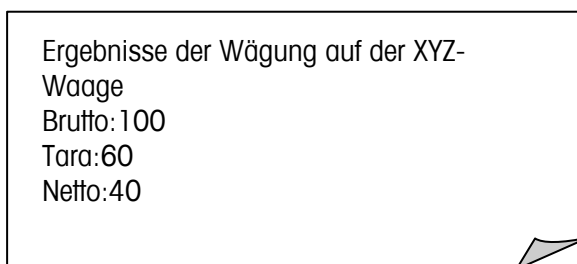 Ergebnisse der Wägung auf der XYZ-
Waage
Brutto:100
Tara:60
Netto:40